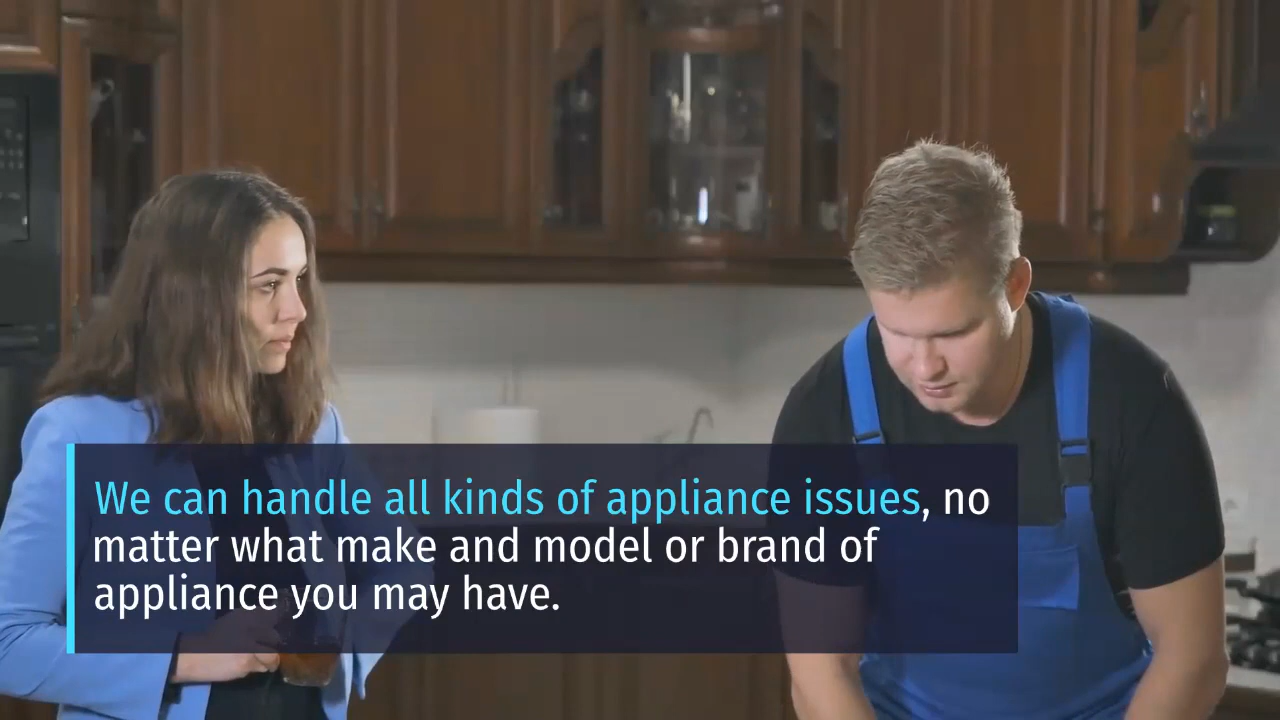 We can handle all kinds of appliance issues, no
matter what make and model or brand of
appliance you may have.